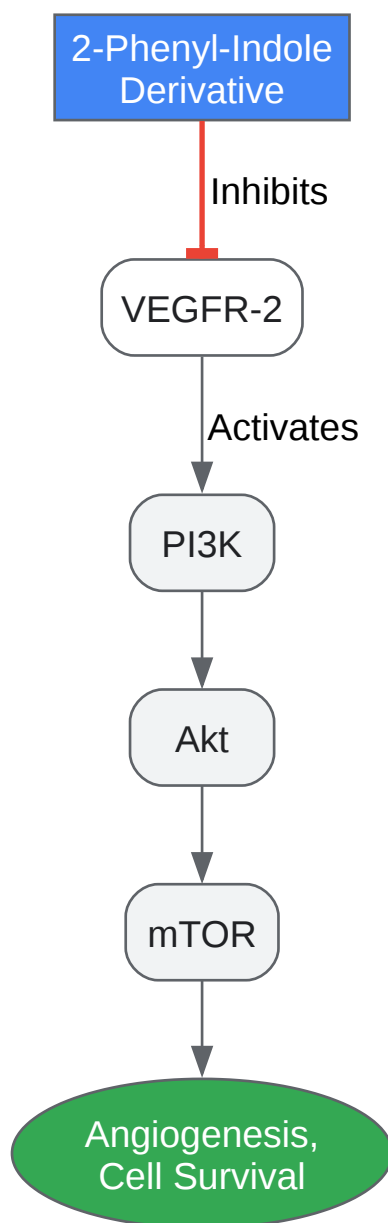 2-Phenyl-Indole
Derivative
Inhibits
VEGFR-2
Activates
PI3K
Akt
mTOR
Angiogenesis,
Cell Survival